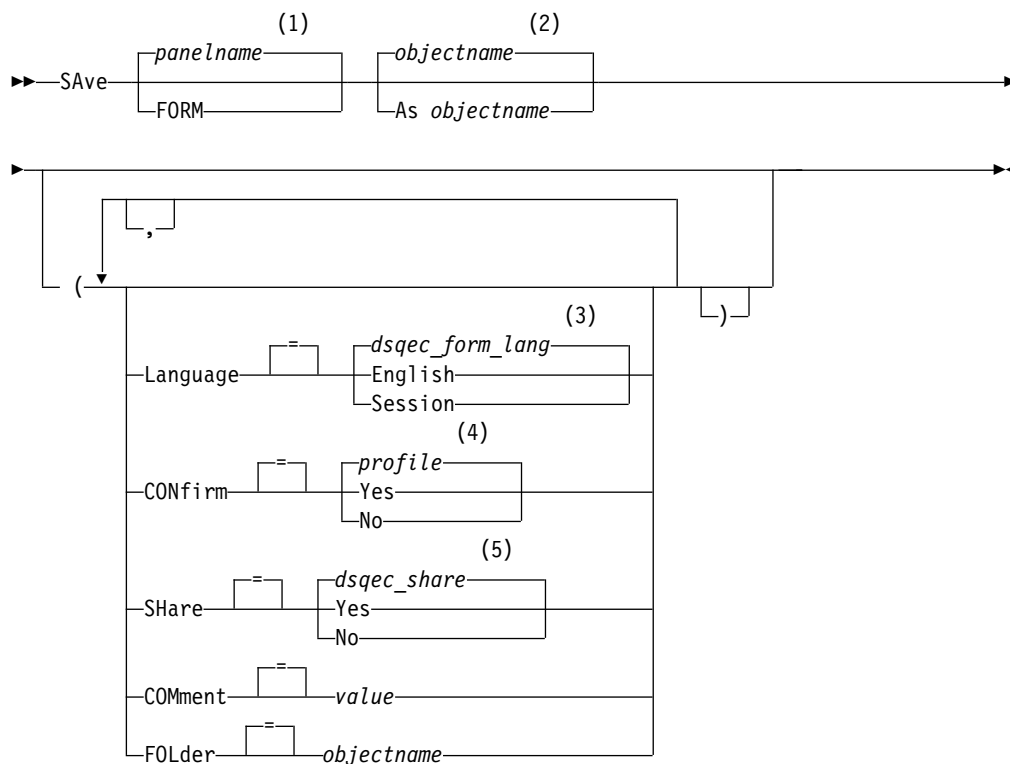 (1) (2)
panelname objectname
SAve
FORM As objectname
,
(
)
(3)
= dsqec_form_lang
Language English
Session
(4)
= profile
CONfirm Yes
No
(5)
= dsqec_share
SHare Yes
No
=
COMment value
=
FOLder objectname